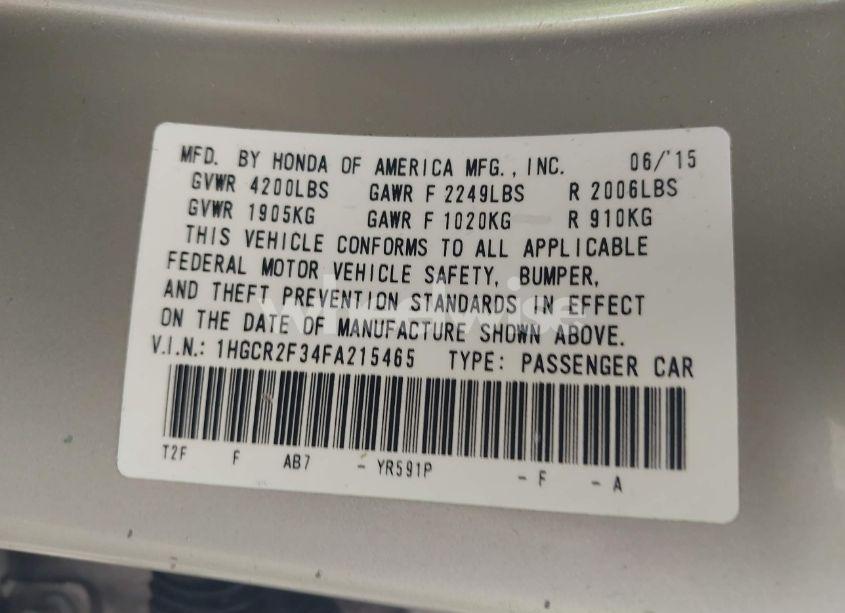 MFD. BY HONDA OF AMERICA MFG., INC. 06/'15
GVWR 4200LBS GAWR F 2249LBS R 2006LBS
GVWR 1905KG GAWR F 1020KG R 910KG
THIS VEHICLE CONFORMS TO ALL APPLICABLE
FEDERAL MOTOR VEHICLE SAFETY, BUMPER,
AND THEFT PREVENTION STANDARDS IN EFFECT
ON THE DATE OF MANUFACTURE SHOWN ABOVE.
V.I.N.: 1HGCR2F34FA215465 TYPE: PASSENGER CAR
T2F F AB7 - YR591P - F - A
wheelwise